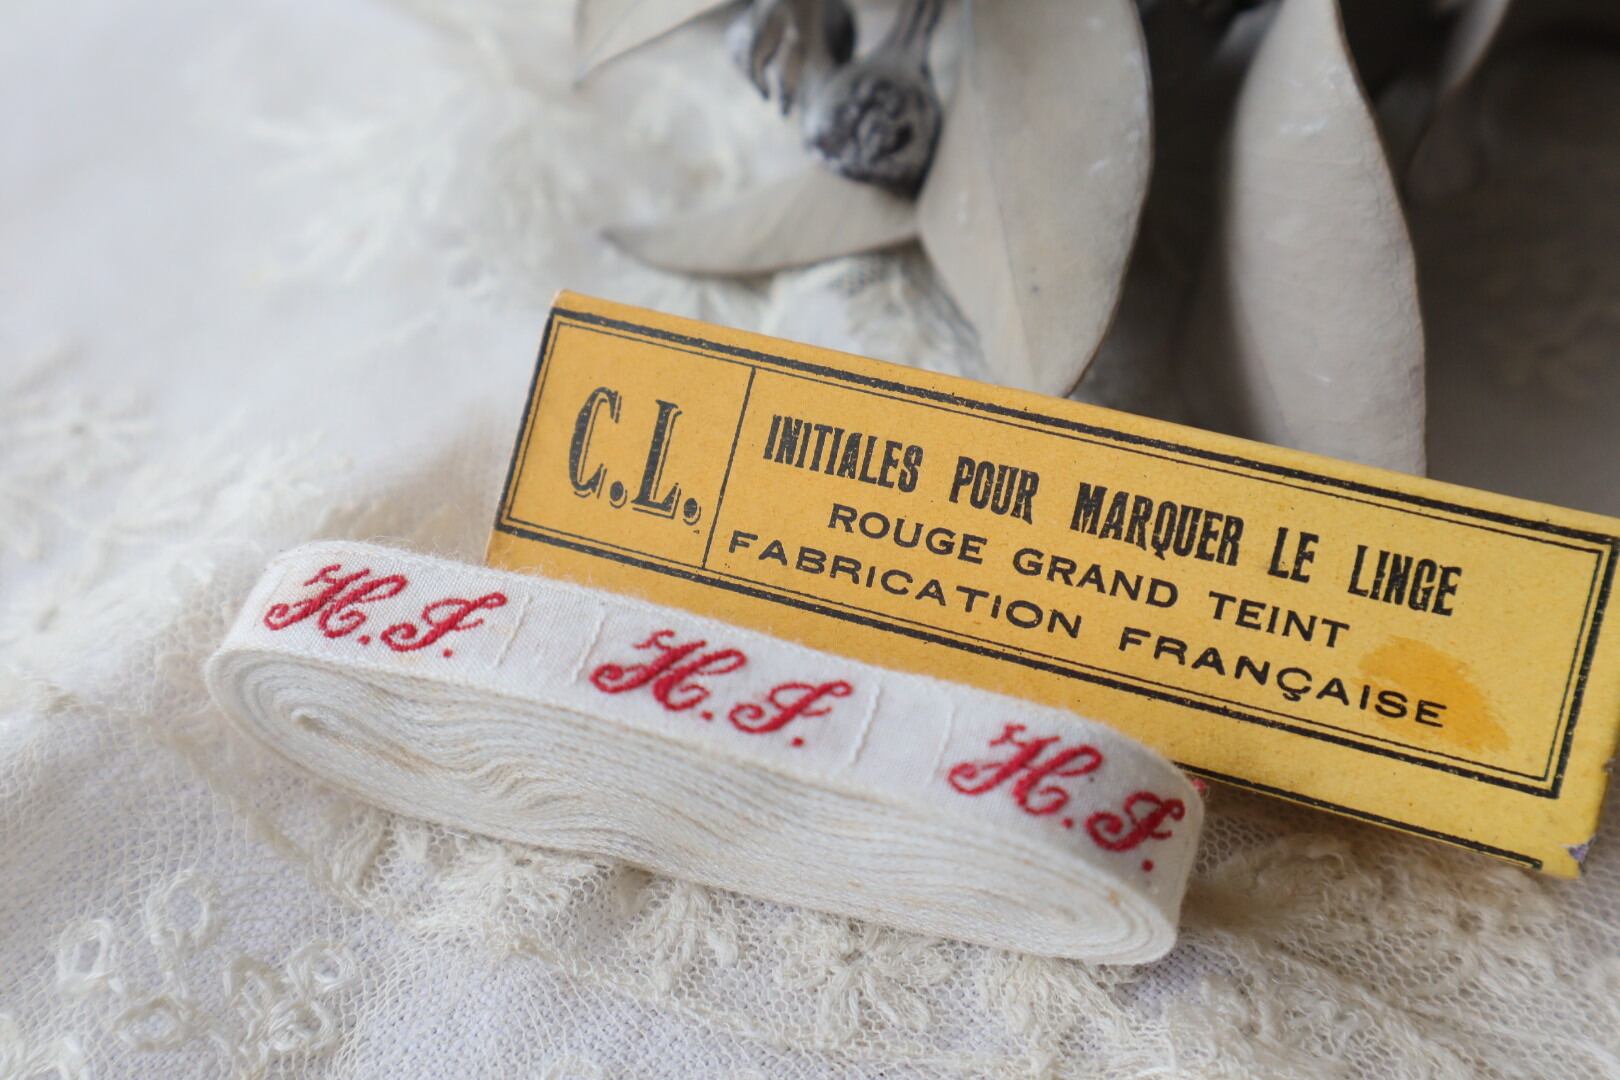 C.L.
INITIALES POUR MARQUER LE LINGE
ROUGE GRAND TEINT
FABRICATION FRANÇAISE
H.J. H.J. H.J.